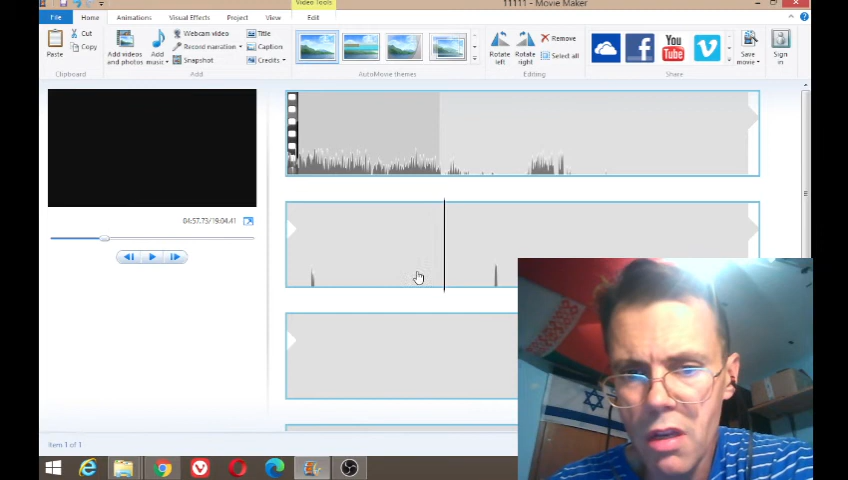 Video Tools
11111 - Movie Maker
File Home Animations Visual Effects Project View Edit
Paste
Cut
Copy
Clipboard
Add videos and photos
Add music
Webcam video
Record narration
Snapshot
Title
Caption
Credits
Add
AutoMovie themes
Rotate left
Rotate right
Remove
Select all
Editing
You Tube
Share
Save movie
Sign in
04:57.73/19:04.41
Item 1 of 1